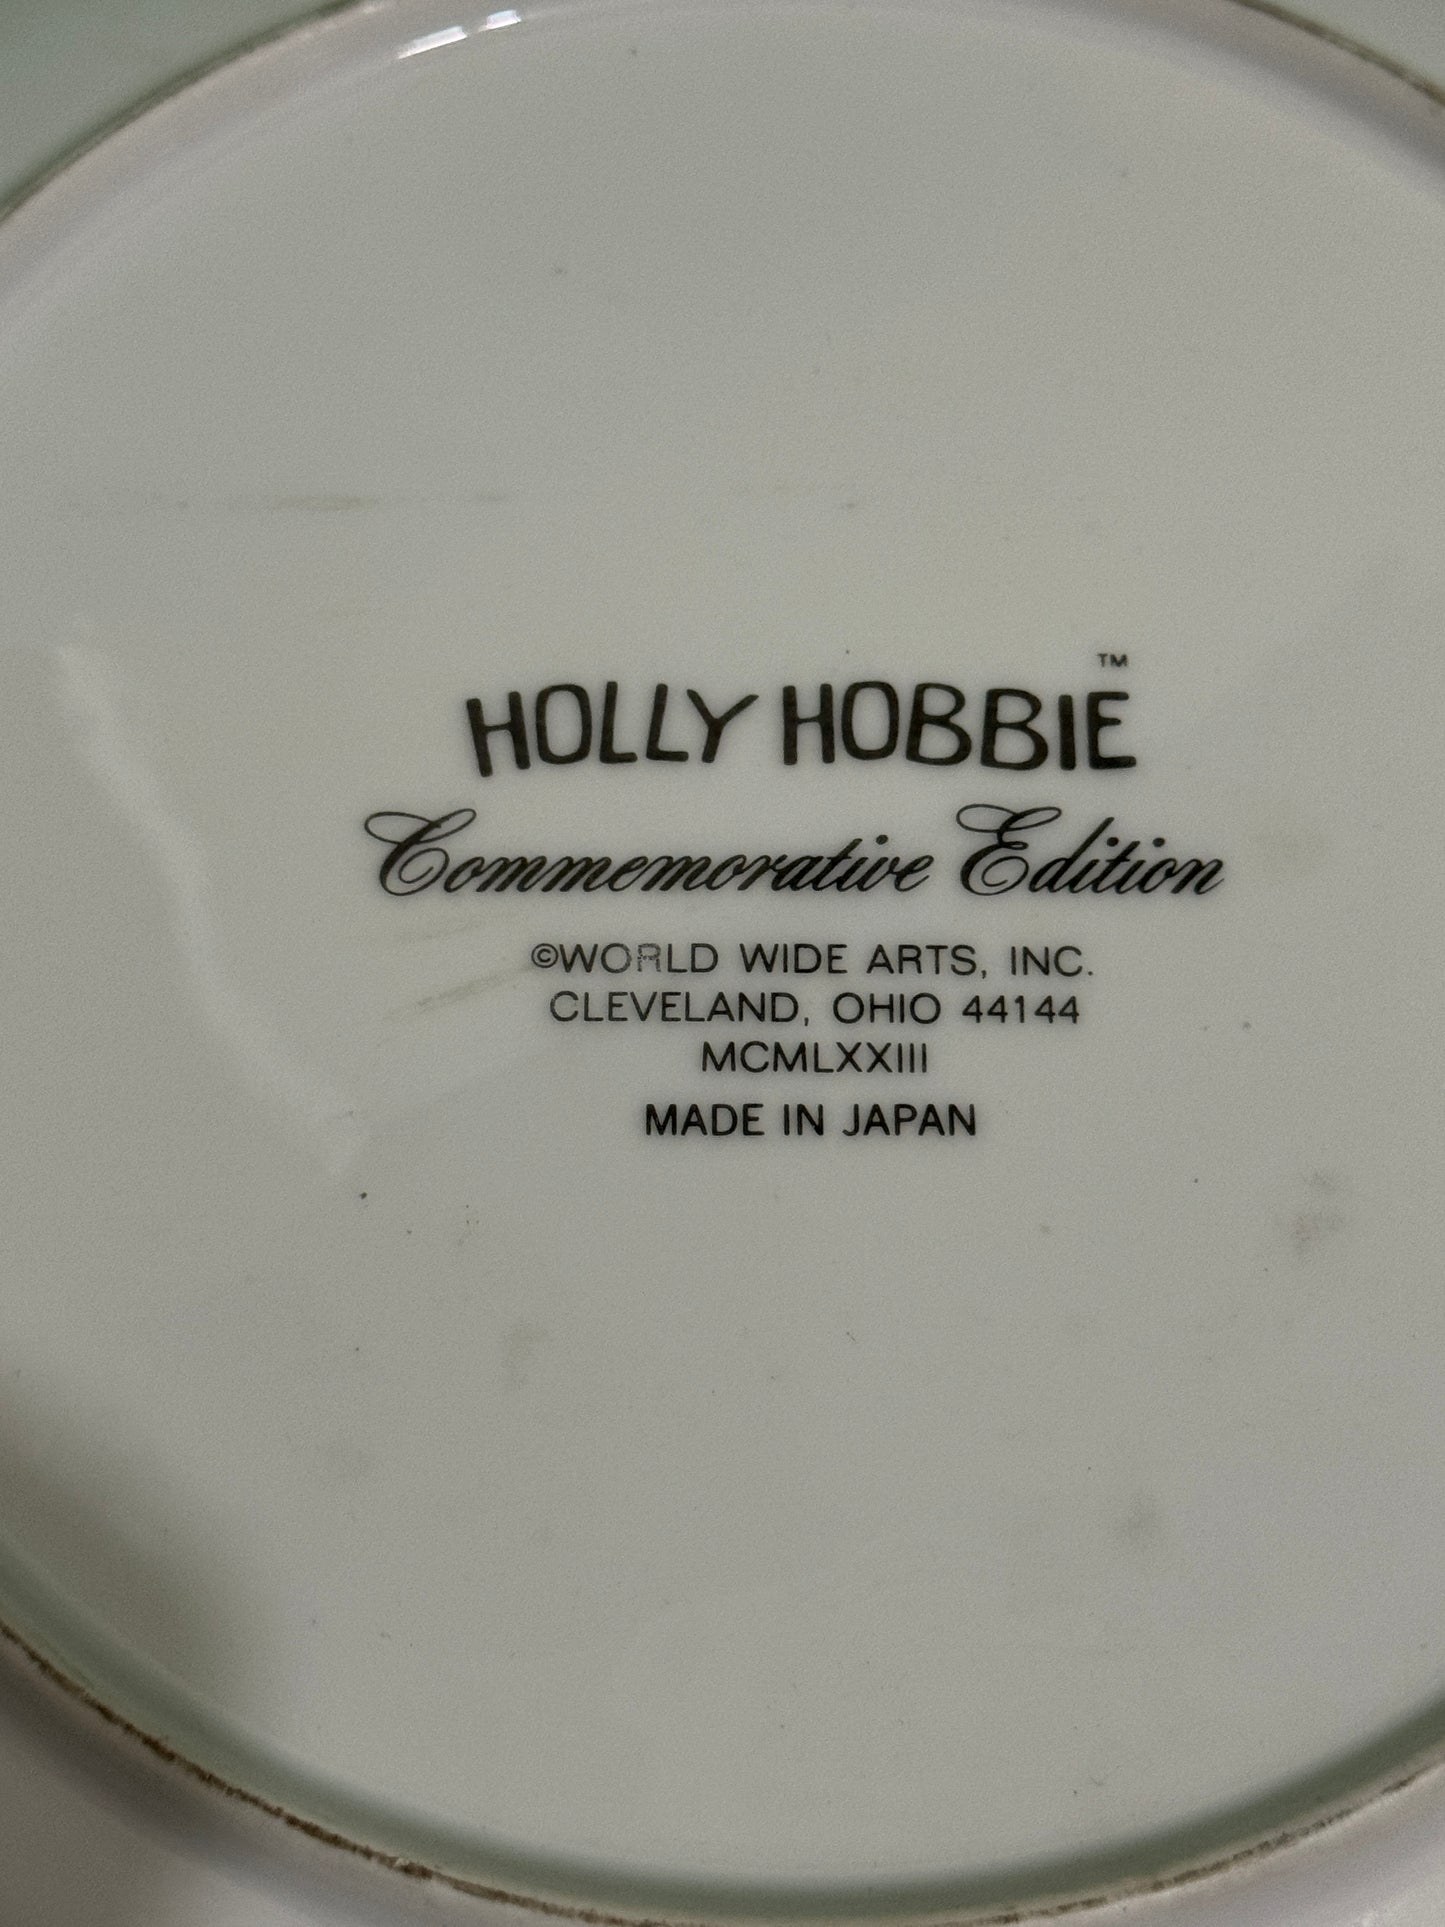 HOLLY HOBBIE™
Commemorative Edition
©WORLD WIDE ARTS, INC.
CLEVELAND, OHIO 44144
MCMLXXIII
MADE IN JAPAN